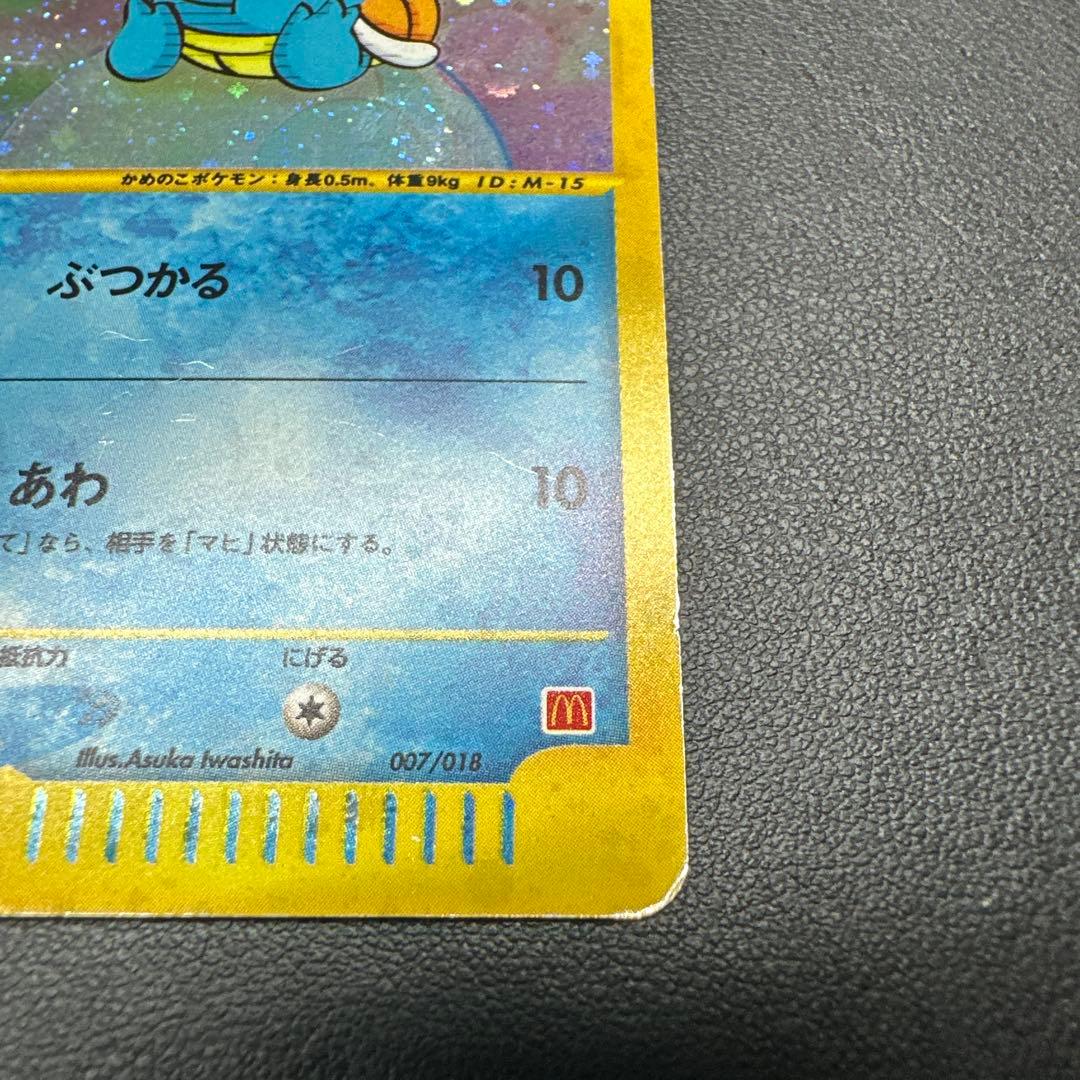 かめのこポケモン：身長0.5m。体重9kg ID:M-15
ぶつかる 10
あわ 10
て」なら、相手を「マヒ」状態にする。
抵抗力 にげる
Illus.Asuka Iwashita 007/018